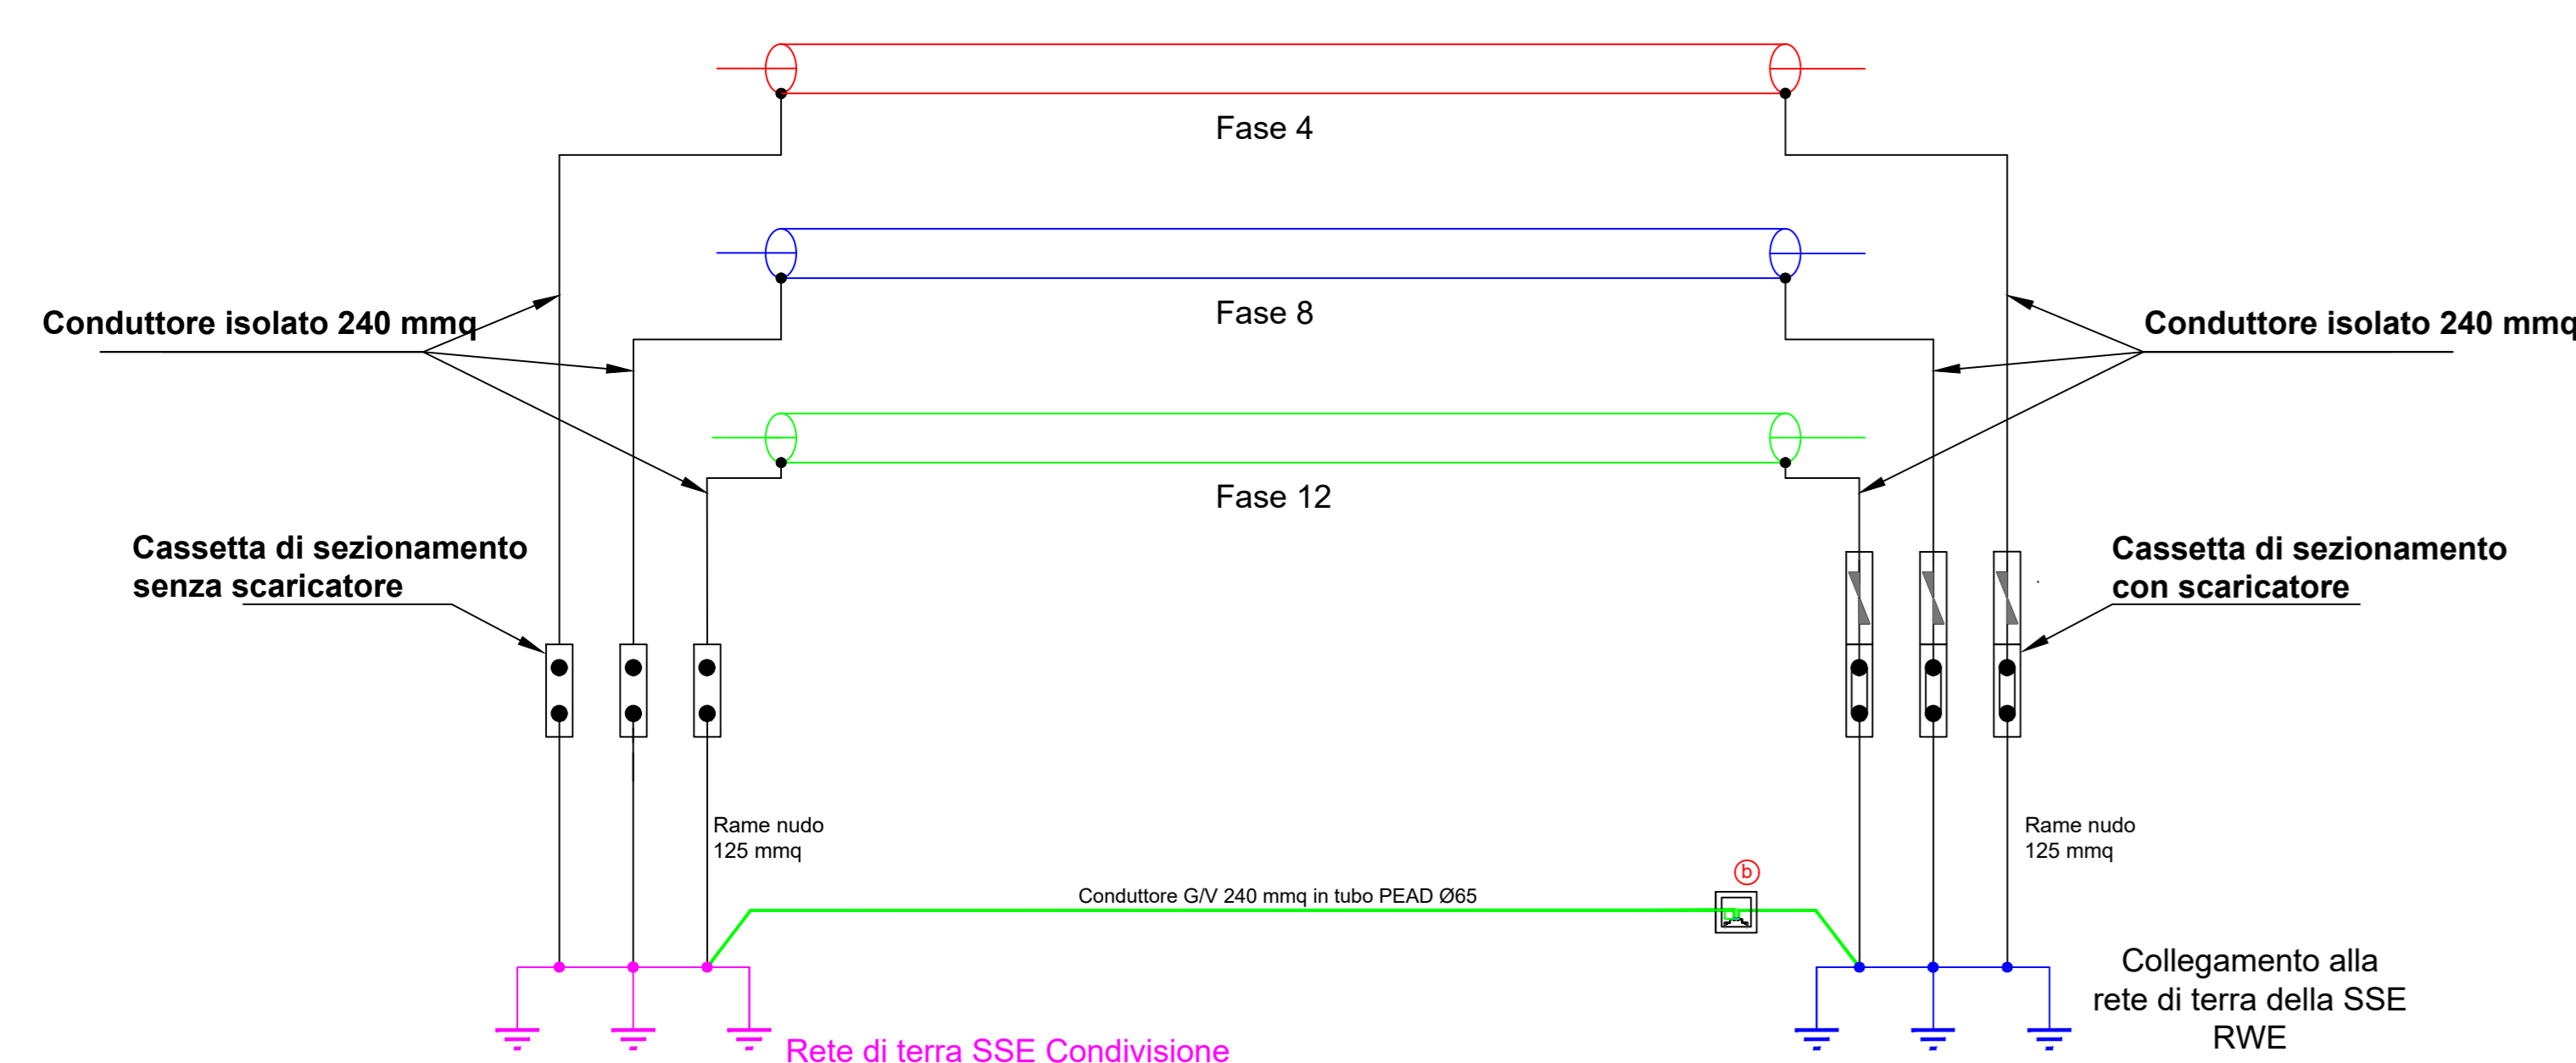 Fase 4
Fase 8
Conduttore isolato 240 mmq
Conduttore isolato 240 mmq
Fase 12
Cassetta di sezionamento
senza scaricatore
Cassetta di sezionamento
con scaricatore
Rame nudo
125 mmq
Rame nudo
125 mmq
b
Conduttore G/V 240 mmq in tubo PEAD Ø65
Collegamento alla
rete di terra della SSE
RWE
Rete di terra SSE Condivisione